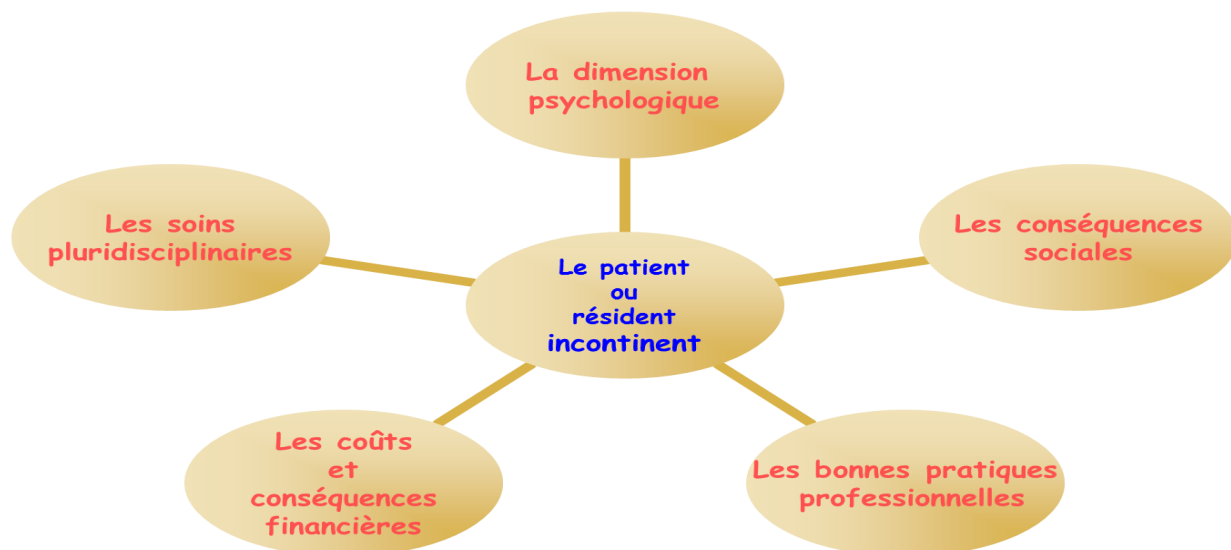 La dimension
psychologique
Les soins
pluridisciplinaires
Les conséquences
sociales
Le patient
ou
résident
incontinent
Les coûts
et
conséquences
financières
Les bonnes pratiques
professionnelles